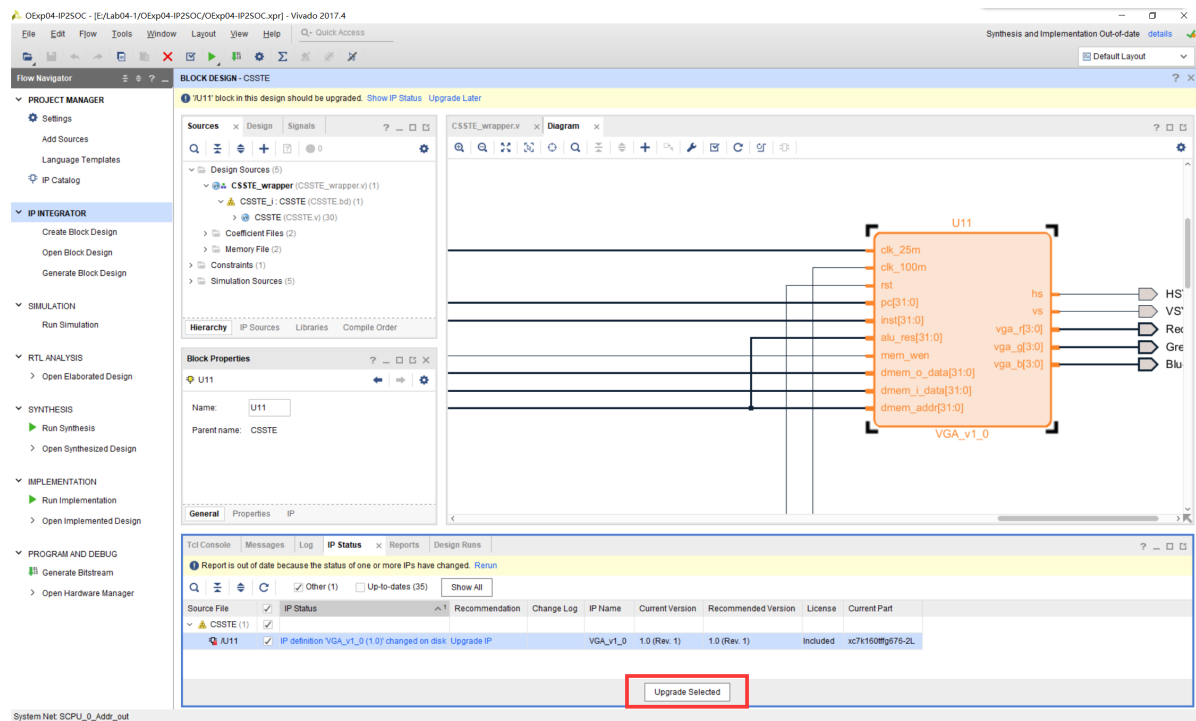 OExp04-IP2SOC - [E:/Lab04-1/OExp04-IP2SOC/OExp04-IP2SOC.xpr] - Vivado 2017.4
File Edit Flow Tools Window Layout View Help Quick Access
Synthesis and Implementation Out-of-date details
Default Layout
Flow Navigator
BLOCK DESIGN - CSSTE
'/U11' block in this design should be upgraded. Show IP Status Upgrade Later
PROJECT MANAGER
Settings
Add Sources
Language Templates
IP Catalog
IP INTEGRATOR
Create Block Design
Open Block Design
Generate Block Design
SIMULATION
Run Simulation
RTL ANALYSIS
Open Elaborated Design
SYNTHESIS
Run Synthesis
Open Synthesized Design
IMPLEMENTATION
Run Implementation
Open Implemented Design
PROGRAM AND DEBUG
Generate Bitstream
Open Hardware Manager
Sources Design Signals
0
Design Sources (5)
CSSTE_wrapper (CSSTE_wrapper.v) (1)
CSSTE_i : CSSTE (CSSTE.bd) (1)
CSSTE (CSSTE.v) (30)
Coefficient Files (2)
Memory File (2)
Constraints (1)
Simulation Sources (5)
Hierarchy IP Sources Libraries Compile Order
Block Properties
U11
Name: U11
Parent name: CSSTE
General Properties IP
CSSTE_wrapper.v Diagram
U11
clk_25m
clk_100m
rst
pc[31:0]
inst[31:0]
alu_res[31:0]
mem_wen
dmem_o_data[31:0]
dmem_i_data[31:0]
dmem_addr[31:0]
hs
vs
vga_r[3:0]
vga_g[3:0]
vga_b[3:0]
VGA_v1_0
HS
VS
Red
Gre
Blu
Tcl Console Messages Log IP Status Reports Design Runs
Report is out of date because the status of one or more IPs have changed. Rerun
Other (1) Up-to-dates (35) Show All
Source File IP Status 1 Recommendation Change Log IP Name Current Version Recommended Version License Current Part
CSSTE (1)
/U11 IP definition 'VGA_v1_0 (1.0)' changed on disk Upgrade IP VGA_v1_0 1.0 (Rev. 1) 1.0 (Rev. 1) Included xc7k160tffg676-2L
Upgrade Selected
System Net: SCPU_0_Addr_out